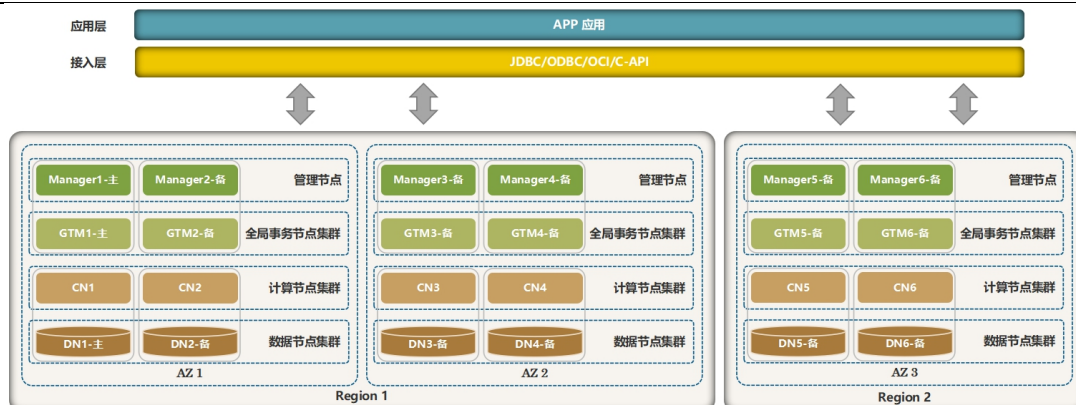 应用层 APP 应用
接入层 JDBC/ODBC/OCI/C-API
Manager1-主 Manager2-备 管理节点
GTM1-主 GTM2-备 全局事务节点集群
CN1 CN2 计算节点集群
DN1-主 DN2-备 数据节点集群
AZ 1
Manager3-备 Manager4-备 管理节点
GTM3-备 GTM4-备 全局事务节点集群
CN3 CN4 计算节点集群
DN3-备 DN4-备 数据节点集群
AZ 2
Region 1
Manager5-备 Manager6-备 管理节点
GTM5-备 GTM6-备 全局事务节点集群
CN5 CN6 计算节点集群
DN5-备 DN6-备 数据节点集群
AZ 3
Region 2